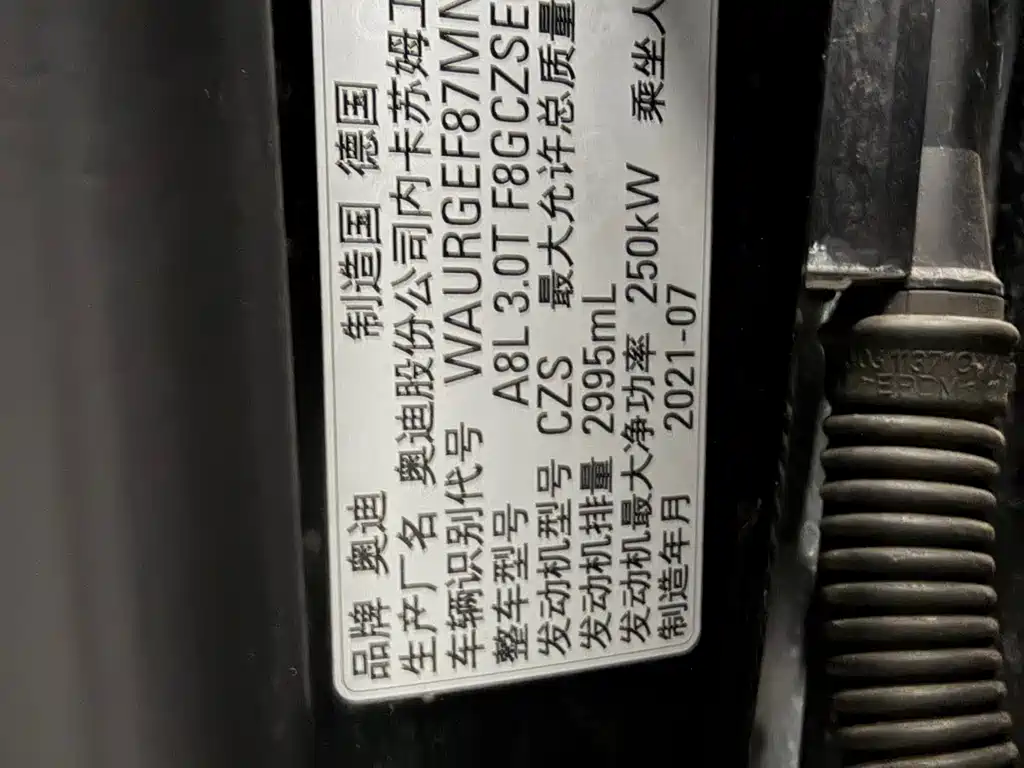 品牌 奥迪 制造国 德国
生产厂名 奥迪股份公司内卡苏姆工
车辆识别代号 WAURGEF87MN
整车型号 A8L 3.0T F8GCZSE
发动机型号 CZS 最大允许总质量
发动机排量 2995mL
发动机最大净功率 250kW 乘坐人
制造年月 2021-07